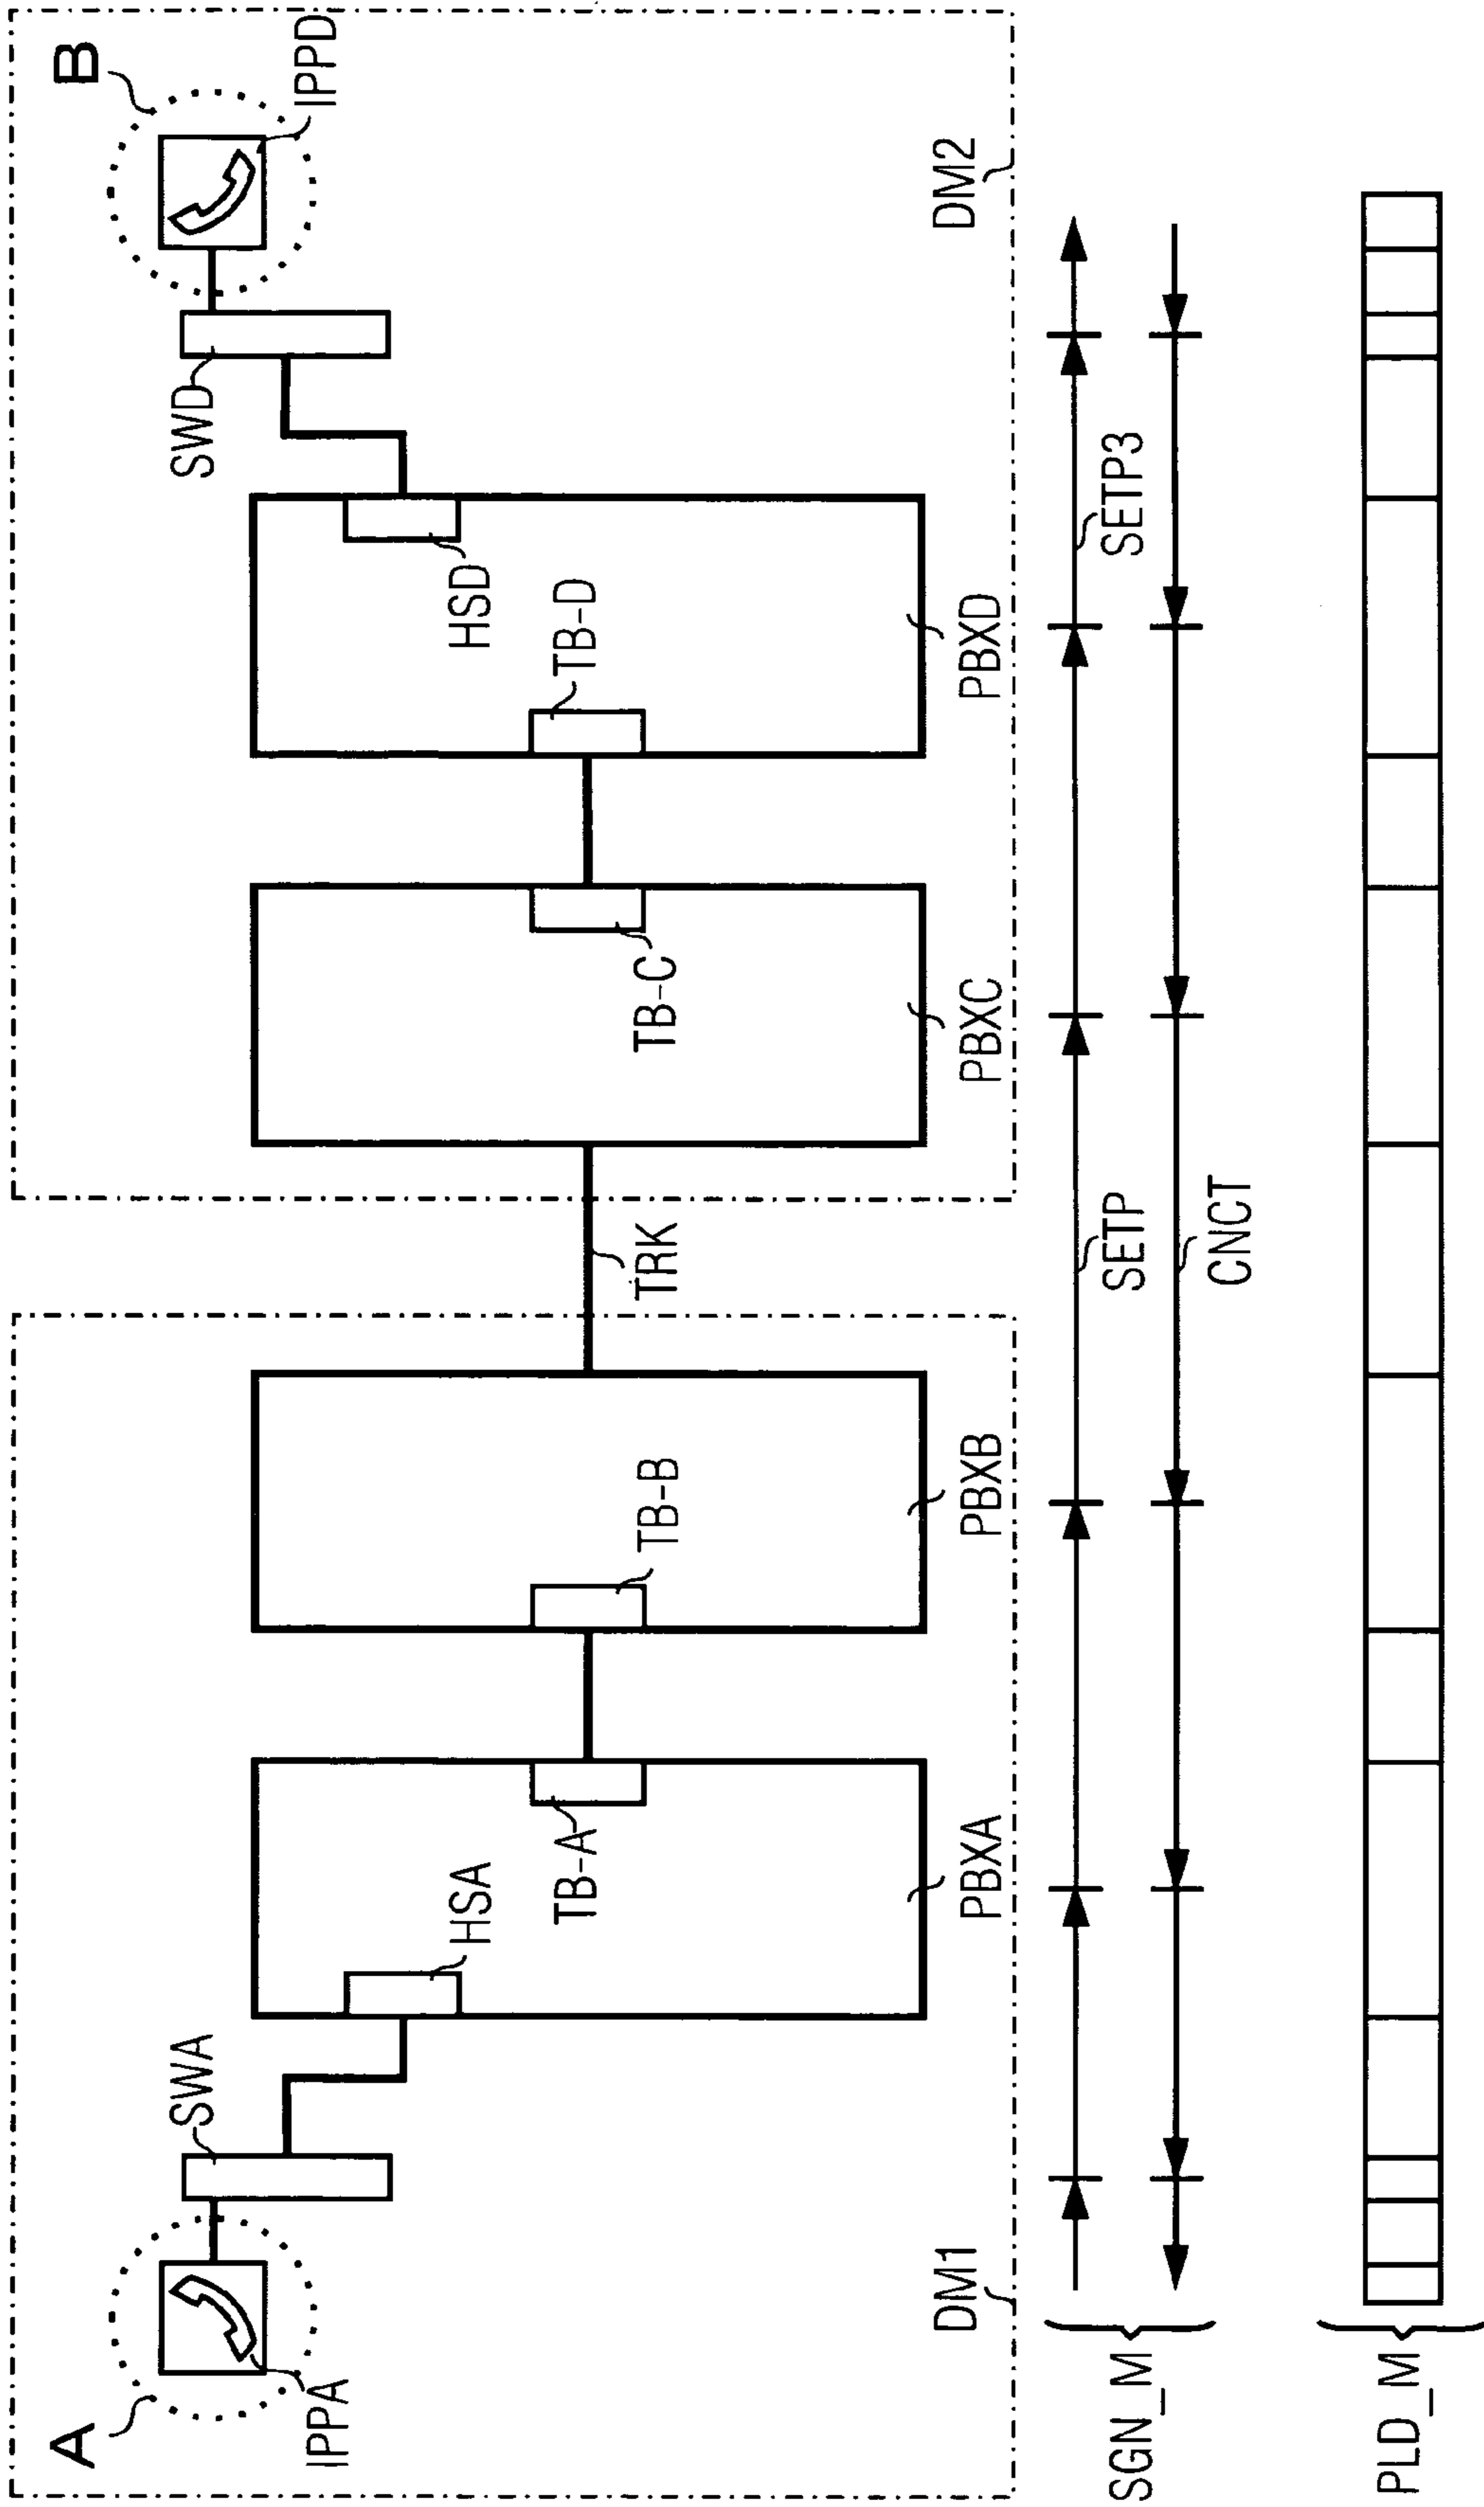 A
IPPA
SWA
HSA
TB-A
PBXA
TB-B
PBXB
DM1
TRK
TB-C
PBXC
TB-D
HSD
PBXD
SWD
B
IPPD
DM2
SGN_M
SETP
SETP3
CNCT
PLD_M